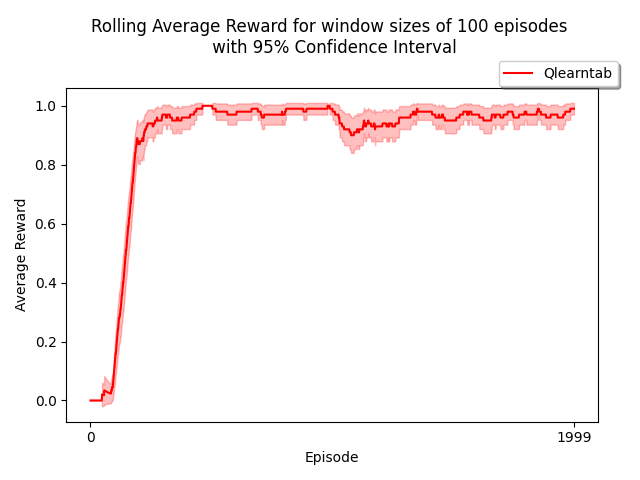 Rolling Average Reward for window sizes of 100 episodes
with 95% Confidence Interval
Qlearntab
1.0
0.8
0.6
0.4
0.2
0.0
Average Reward
0
1999
Episode